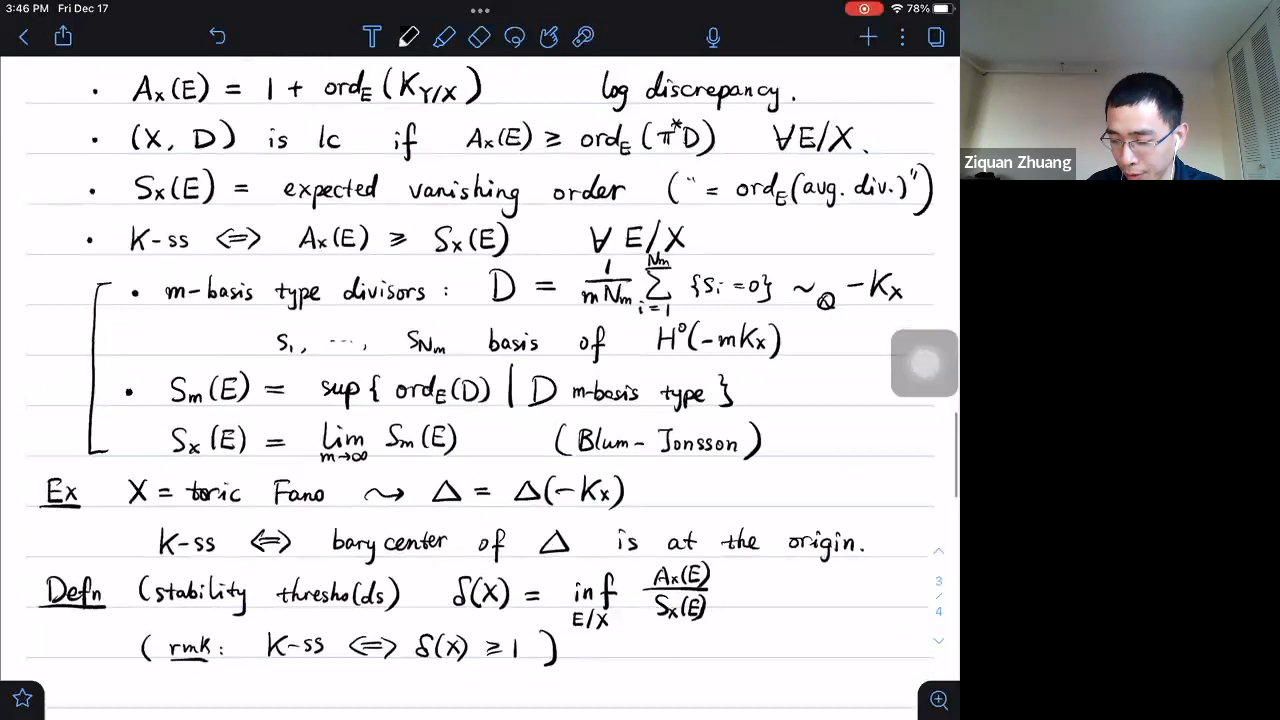 3:46 PM Fri Dec 17
78%
· A_X(E) = 1 + ord_E(K_{Y/X}) log discrepancy.
· (X, D) is lc if A_X(E) ≥ ord_E(π*D) ∀E/X.
· S_X(E) = expected vanishing order ("= ord_E(avg. div.)")
· K-ss ⟺ A_X(E) ≥ S_X(E) ∀ E/X
· m-basis type divisors : D = \frac{1}{m N_m} \sum_{i=1}^{N_m} {s_i = 0} ~_Q -K_X
s_1, ..., s_{N_m} basis of H^0(-mK_X)
· S_m(E) = sup{ ord_E(D) | D m-basis type }
S_X(E) = lim_{m→∞} S_m(E) (Blum-Jonsson)
Ex X = toric Fano ⇝ Δ = Δ(-K_X)
K-ss ⟺ barycenter of Δ is at the origin.
Defn (stability thresholds) δ(X) = inf_{E/X} \frac{A_X(E)}{S_X(E)}
(rmk: K-ss ⟺ δ(X) ≥ 1 )
3
/
4
Ziquan Zhuang